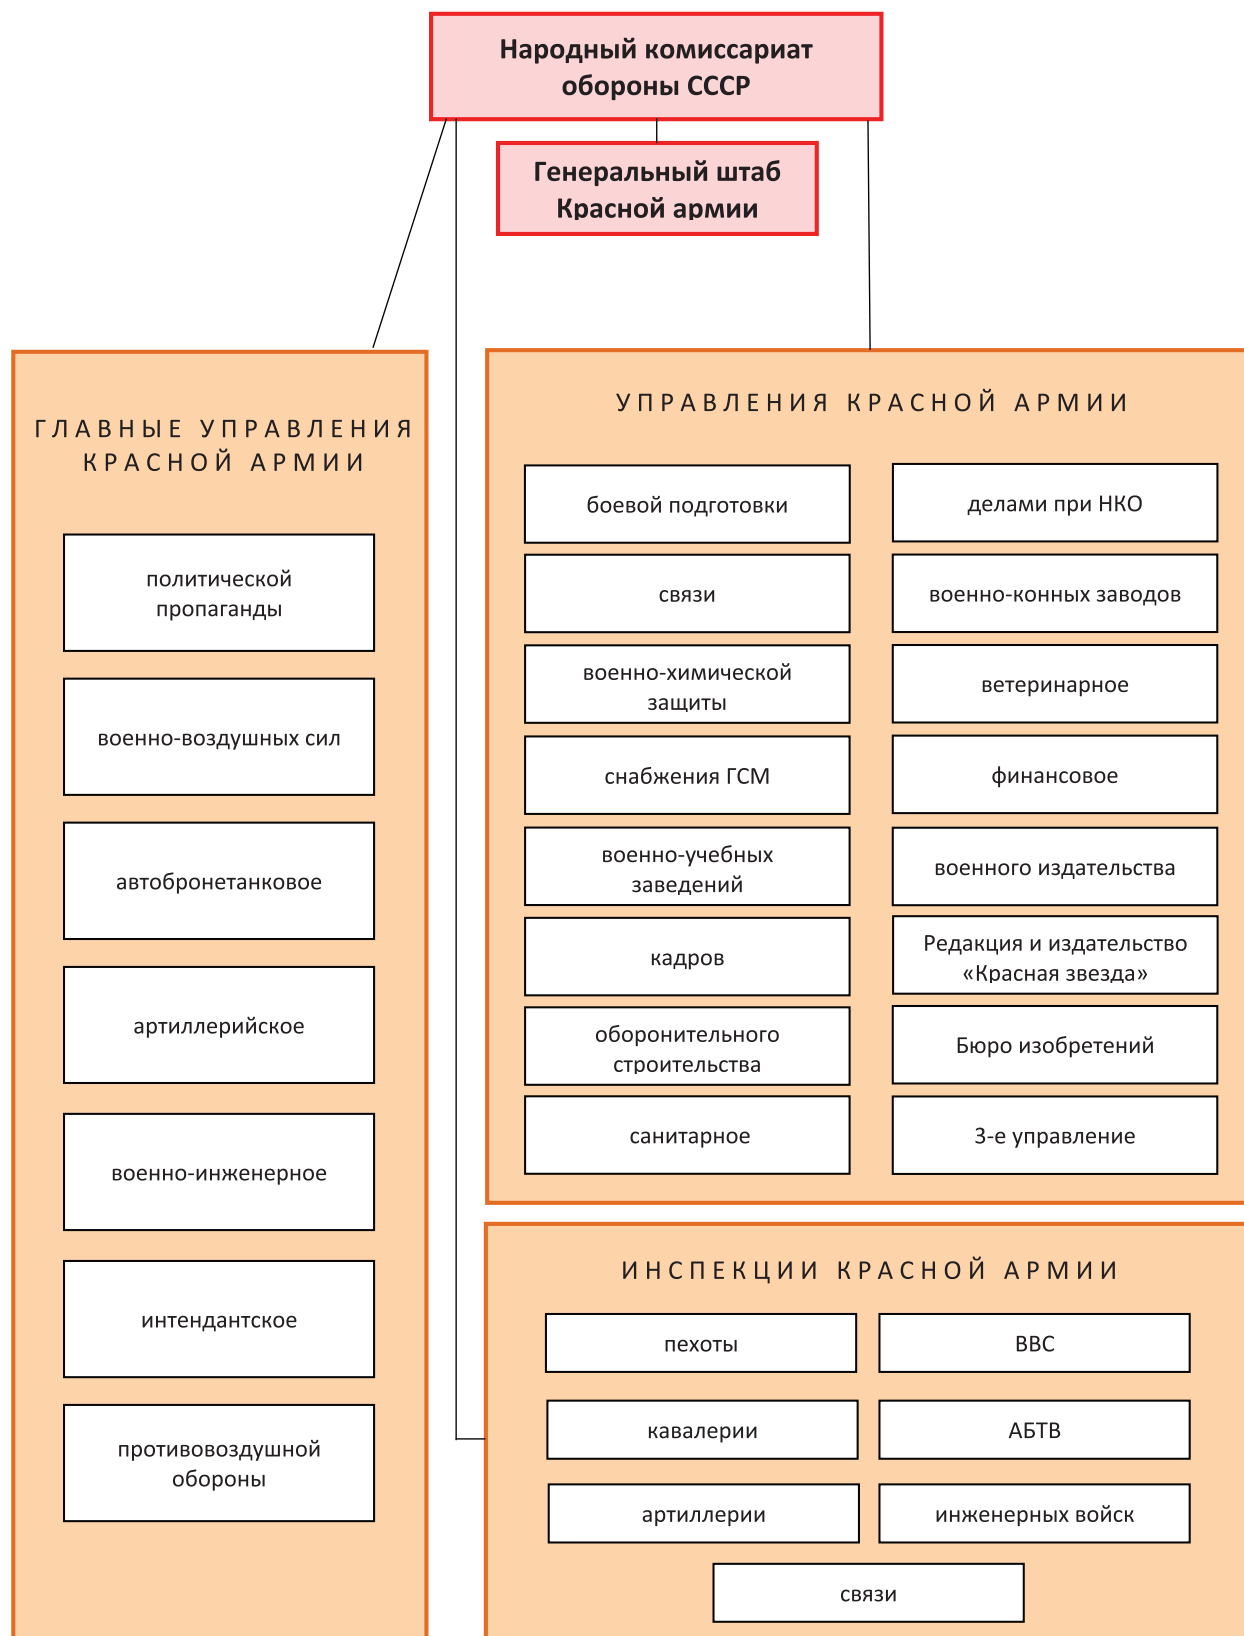 Народный комиссариат
обороны СССР
Генеральный штаб
Красной армии
ГЛАВНЫЕ УПРАВЛЕНИЯ
КРАСНОЙ АРМИИ
политической
пропаганды
военно-воздушных сил
автобронетанковое
артиллерийское
военно-инженерное
интендантское
противовоздушной
обороны
УПРАВЛЕНИЯ КРАСНОЙ АРМИИ
боевой подготовки
связи
военно-химической
защиты
снабжения ГСМ
военно-учебных
заведений
кадров
оборонительного
строительства
санитарное
делами при НКО
военно-конных заводов
ветеринарное
финансовое
военного издательства
Редакция и издательство
«Красная звезда»
Бюро изобретений
3-е управление
ИНСПЕКЦИИ КРАСНОЙ АРМИИ
пехоты
ВВС
кавалерии
АБТВ
артиллерии
инженерных войск
связи